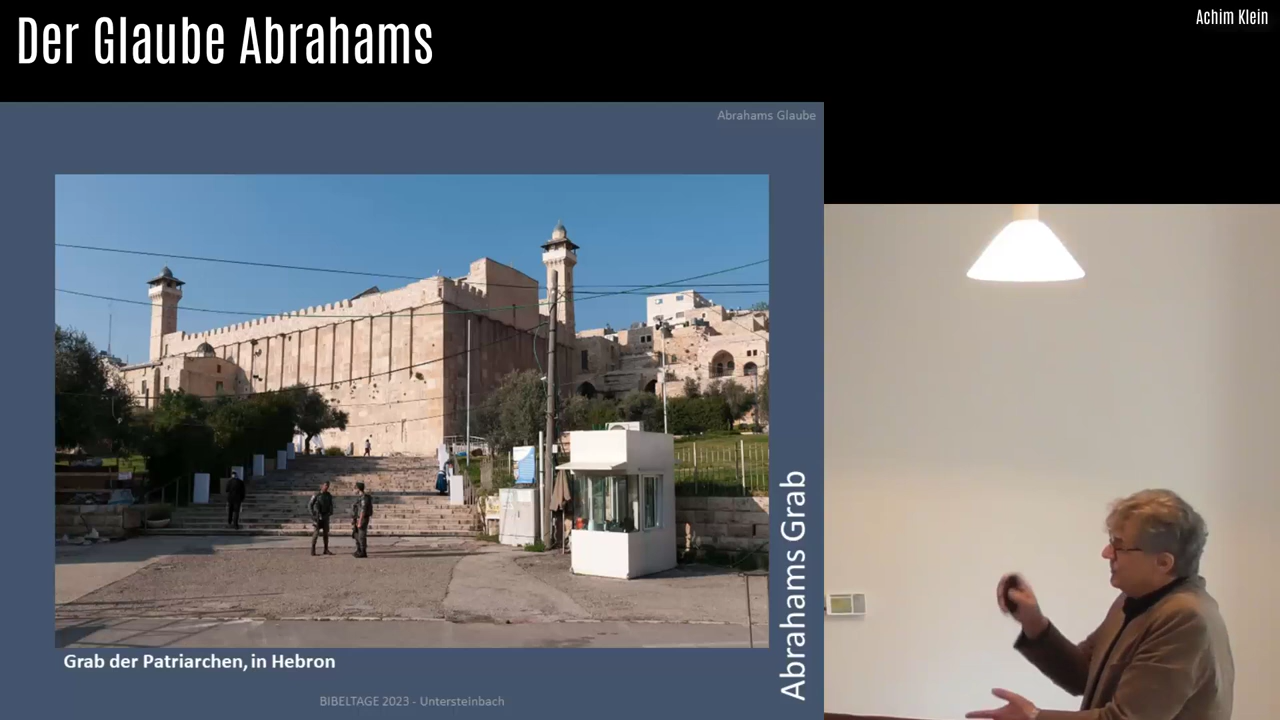 Der Glaube Abrahams
Achim Klein
Abrahams Glaube
Abrahams Grab
Grab der Patriarchen, in Hebron
BIBELTAGE 2023 - Untersteinbach